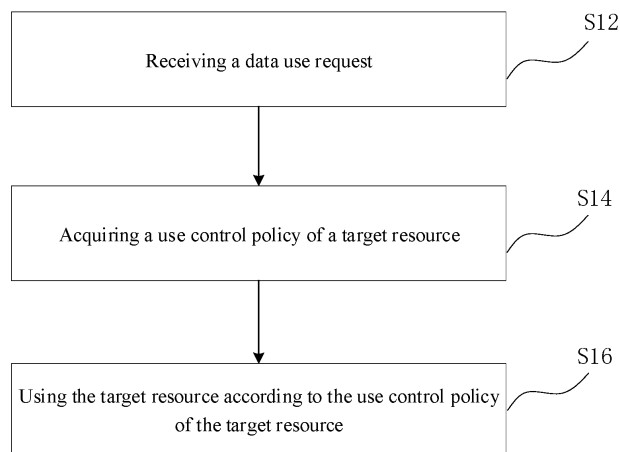 S12
Receiving a data use request
S14
Acquiring a use control policy of a target resource
S16
Using the target resource according to the use control policy
of the target resource